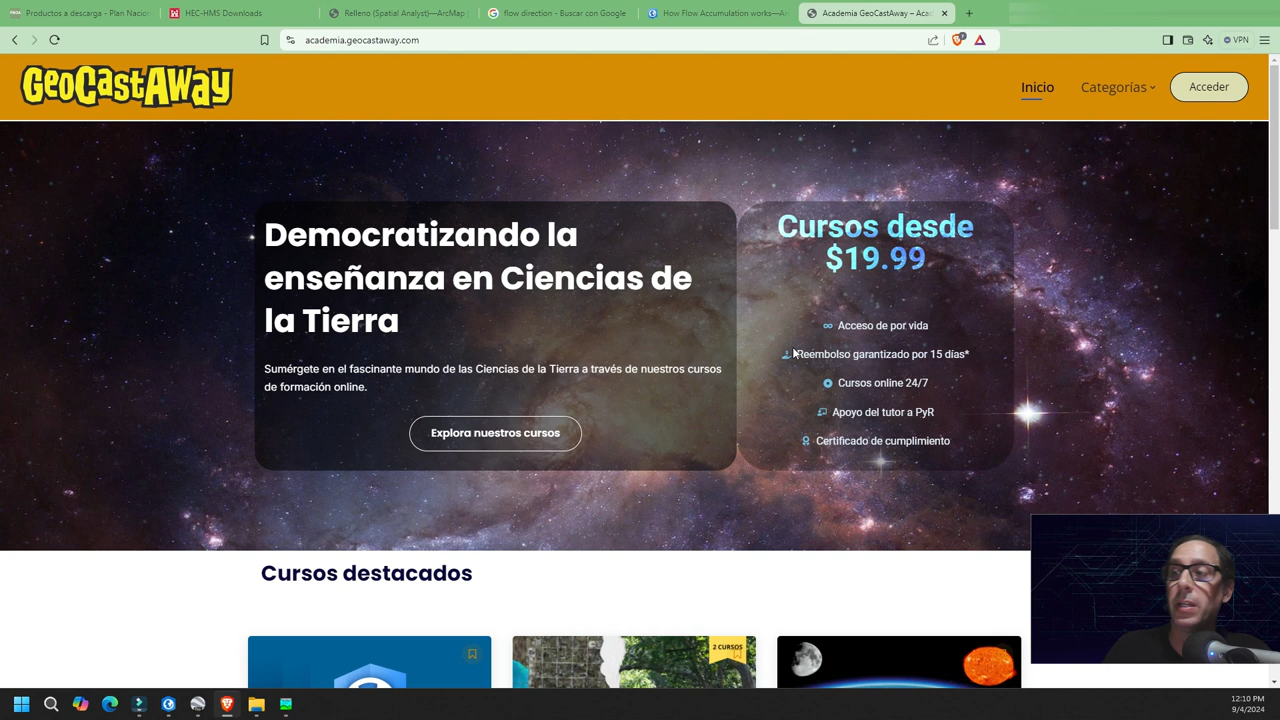 Productos a descarga - Plan Nacion
HEC-HMS Downloads
Relleno (Spatial Analyst)—ArcMap
flow direction - Buscar con Google
How Flow Accumulation works—Ar
Academia GeoCastAway – Acad
academia.geocastaway.com
VPN
GeoCastAway
Inicio
Categorías
Acceder
Democratizando la
enseñanza en Ciencias de
la Tierra
Sumérgete en el fascinante mundo de las Ciencias de la Tierra a través de nuestros cursos
de formación online.
Explora nuestros cursos
Cursos desde
$19.99
Acceso de por vida
Reembolso garantizado por 15 días*
Cursos online 24/7
Apoyo del tutor a PyR
Certificado de cumplimiento
Cursos destacados
2 CURSOS
12:10 PM
9/4/2024